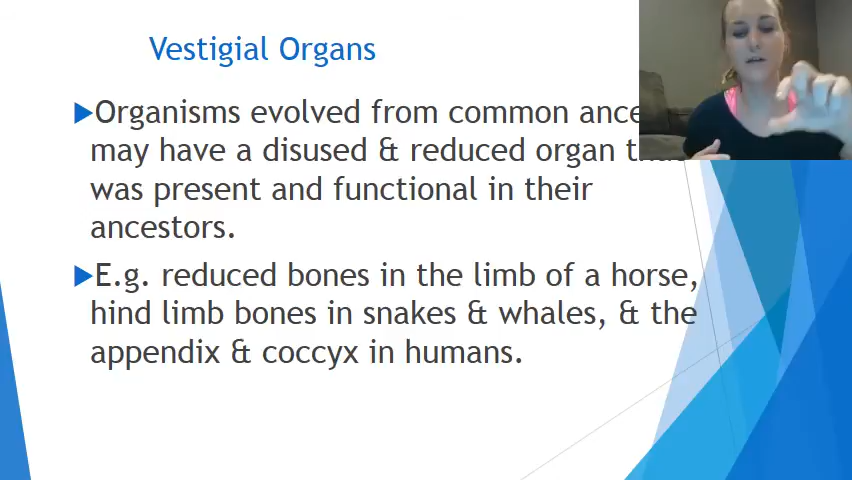 Vestigial Organs
Organisms evolved from common
may have a disused & reduced organ
was present and functional in their
ancestors.
E.g. reduced bones in the limb of a horse,
hind limb bones in snakes & whales, & the
appendix & coccyx in humans.